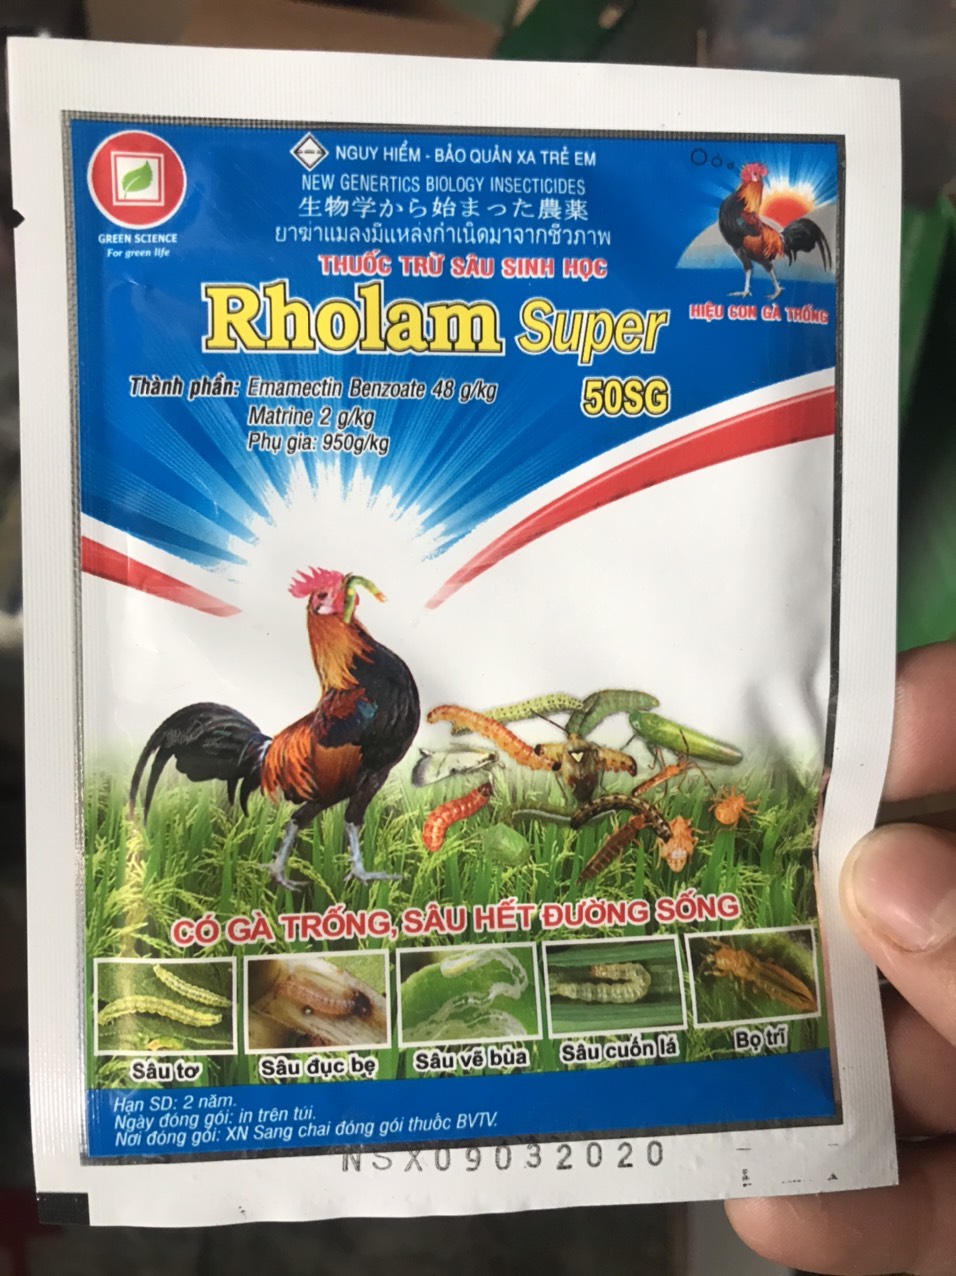 NGUY HIỂM - BẢO QUẢN XA TRẺ EM
NEW GENERTICS BIOLOGY INSECTICIDES
生物学から始まった農薬
ยาฆ่าแมลงมีแหล่งกำเนิดมาจากชีวภาพ
THUỐC TRỪ SÂU SINH HỌC
GREEN SCIENCE
For green life
HIỆU CON GÀ TRỐNG
Rholam Super
50SG
Thành phần: Emamectin Benzoate 48 g/kg
Matrine 2 g/kg
Phụ gia: 950g/kg
CÓ GÀ TRỐNG, SÂU HẾT ĐƯỜNG SỐNG
Sâu tơ
Sâu đục bẹ
Sâu vẽ bùa
Sâu cuốn lá
Bọ trĩ
Hạn SD: 2 năm.
Ngày đóng gói: in trên túi.
Nơi đóng gói: XN Sang chai đóng gói thuốc BVTV.
NSX09032020